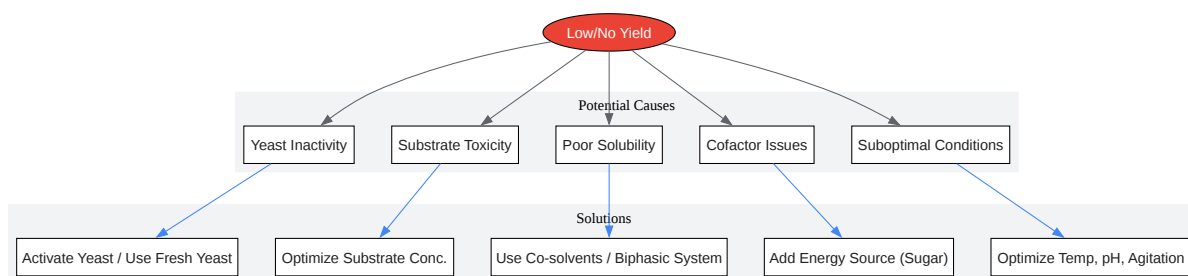 Low/No Yield
Potential Causes
Yeast Inactivity
Substrate Toxicity
Poor Solubility
Cofactor Issues
Suboptimal Conditions
Solutions
Activate Yeast / Use Fresh Yeast
Optimize Substrate Conc.
Use Co-solvents / Biphasic System
Add Energy Source (Sugar)
Optimize Temp, pH, Agitation